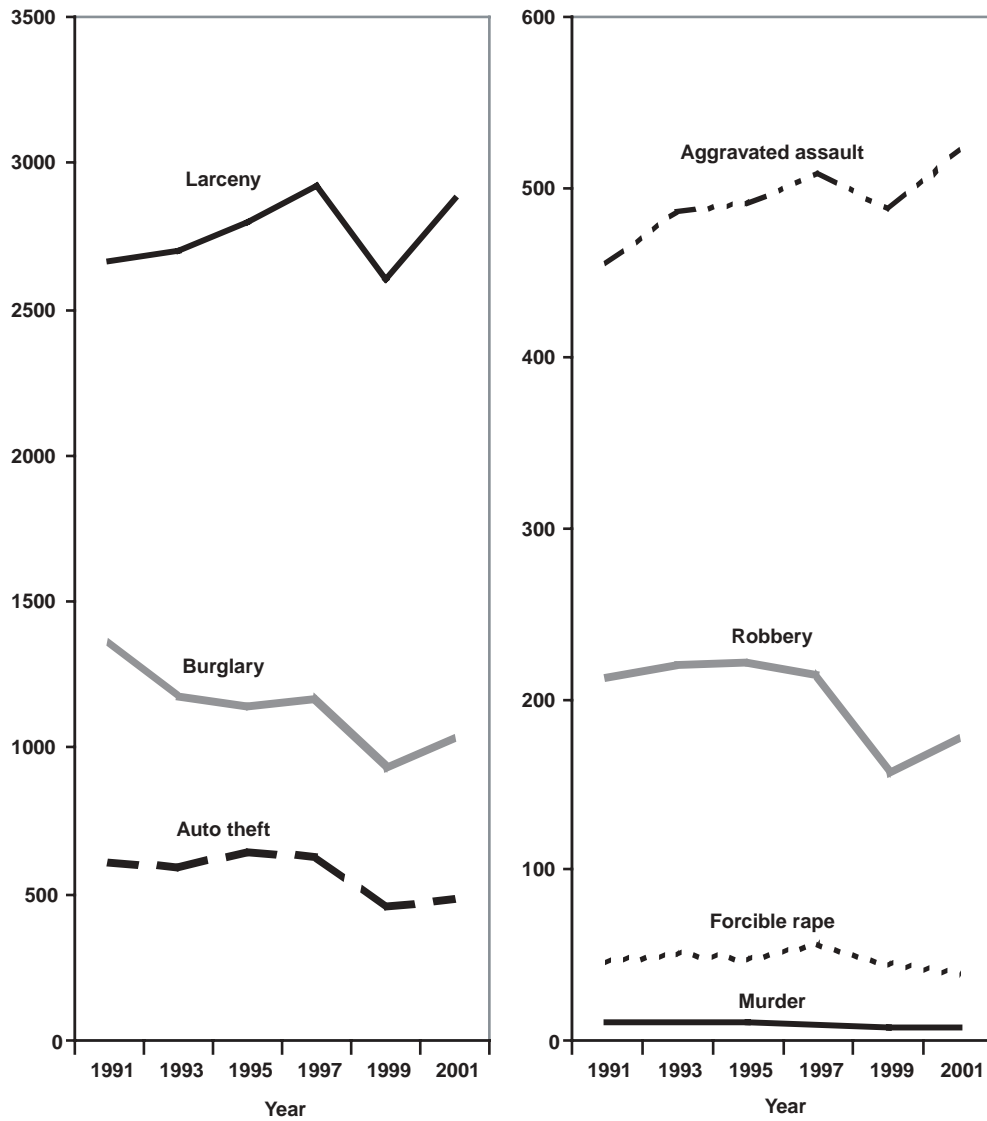 3500
3000
2500
2000
1500
1000
500
0
Larceny
Burglary
Auto theft
1991 1993 1995 1997 1999 2001
Year
600
500
400
300
200
100
0
Aggravated assault
Robbery
Forcible rape
Murder
1991 1993 1995 1997 1999 2001
Year